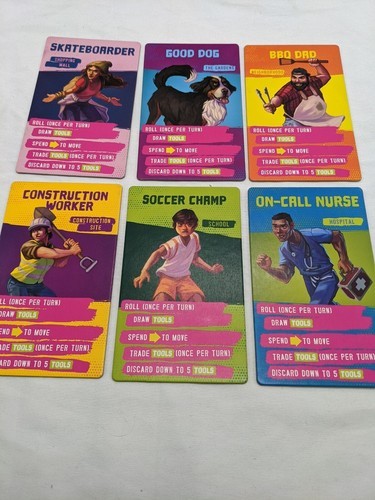 SKATEBOARDER
SHOPPING
MALL
ROLL (ONCE PER TURN)
DRAW TOOLS
SPEND TO MOVE
TRADE TOOLS (ONCE PER TURN)
DISCARD DOWN TO 5 TOOLS
GOOD DOG
THE GARDENS
ROLL (ONCE PER TURN)
DRAW TOOLS
SPEND TO MOVE
TRADE TOOLS (ONCE PER TURN)
DISCARD DOWN TO 5 TOOLS
BBQ DAD
ROLL (ONCE PER TURN)
DRAW TOOLS
SPEND TO MOVE
TRADE TOOLS (ONCE PER TURN)
DISCARD DOWN TO 5 TOOLS
CONSTRUCTION
WORKER
CONSTRUCTION
SITE
ROLL (ONCE PER TURN)
DRAW TOOLS
SPEND TO MOVE
TRADE TOOLS (ONCE PER TURN)
DISCARD DOWN TO 5 TOOLS
SOCCER CHAMP
SCHOOL
ROLL (ONCE PER TURN)
DRAW TOOLS
SPEND TO MOVE
TRADE TOOLS (ONCE PER TURN)
DISCARD DOWN TO 5 TOOLS
ON-CALL NURSE
HOSPITAL
ROLL (ONCE PER TURN)
DRAW TOOLS
SPEND TO MOVE
TRADE TOOLS (ONCE PER TURN)
DISCARD DOWN TO 5 TOOLS